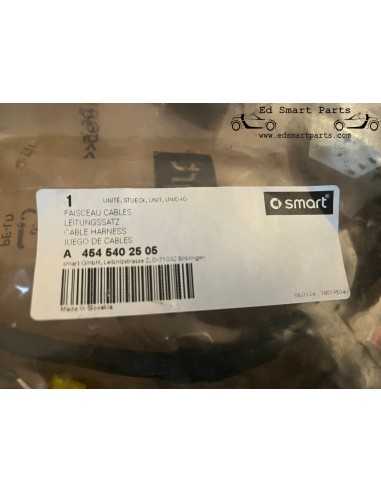 Ed Smart Parts
www.edsmartparts.com
smart
1 UNITE, STUECK, UNIT, UNIDAD
FAISCEAU CABLES
LEITUNGSSATZ
CABLE HARNESS
JUEGO DE CABLES
A 454 540 25 05
smart GmbH, Leibnizstrasse 2, D-71032 Böblingen
Made in Slovakia